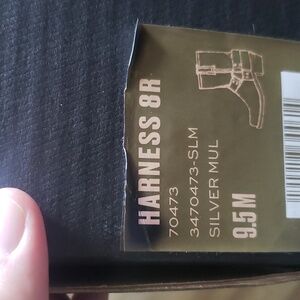 HARNESS 8R
70473
3470473-SLM
SILVER MUL
9.5M